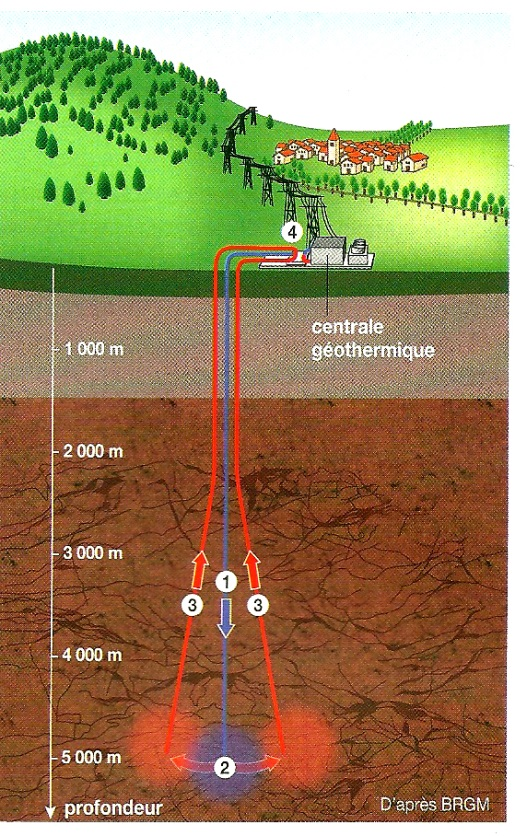 4
centrale
géothermique
1 000 m
2 000 m
3 000 m
1
3
3
4 000 m
5 000 m
2
profondeur
D'après BRGM